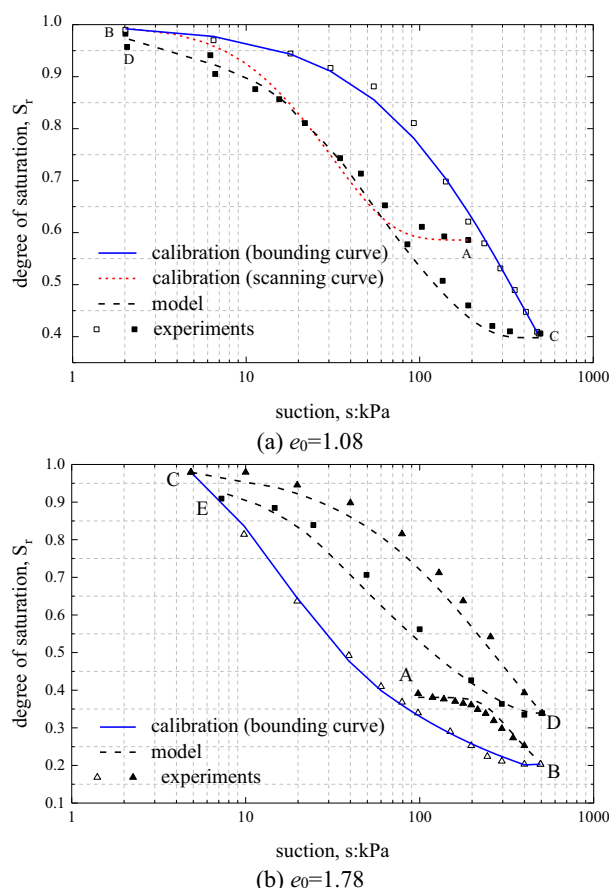 1.0
0.9
0.8
0.7
0.6
0.5
0.4
degree of saturation, Sr
B
D
A
C
calibration (bounding curve)
calibration (scanning curve)
model
experiments
1 10 100 1000
suction, s:kPa
(a) e0=1.08
1.0
0.9
0.8
0.7
0.6
0.5
0.4
0.3
0.2
0.1
degree of saturation, Sr
C
E
A
D
B
calibration (bounding curve)
model
experiments
1 10 100 1000
suction, s:kPa
(b) e0=1.78